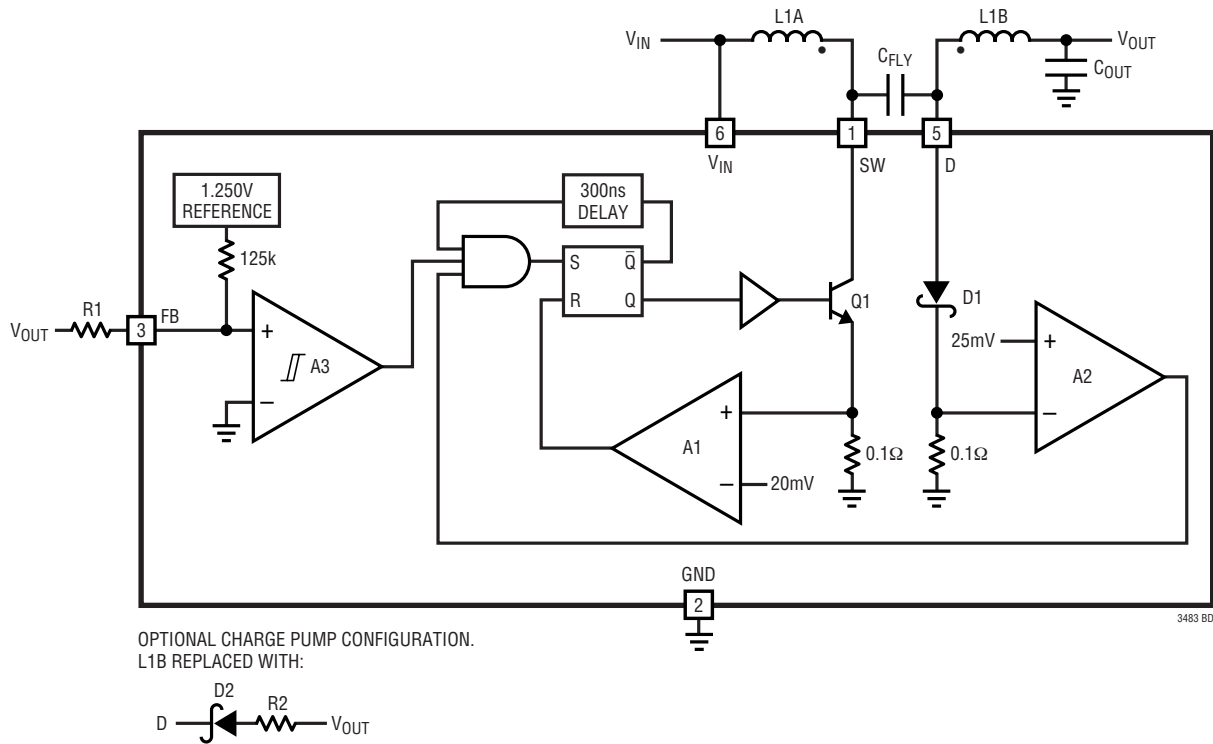 L1A
L1B
VIN
VOUT
CFLY
COUT
6
1
5
VIN
SW
D
1.250V
REFERENCE
300ns
DELAY
125k
S
Q̅
R
Q
R1
FB
VOUT
3
+
A3
−
Q1
D1
25mV
+
A2
−
A1
+
−
20mV
0.1Ω
0.1Ω
GND
2
3483 BD
OPTIONAL CHARGE PUMP CONFIGURATION.
L1B REPLACED WITH:
D2
R2
D
VOUT